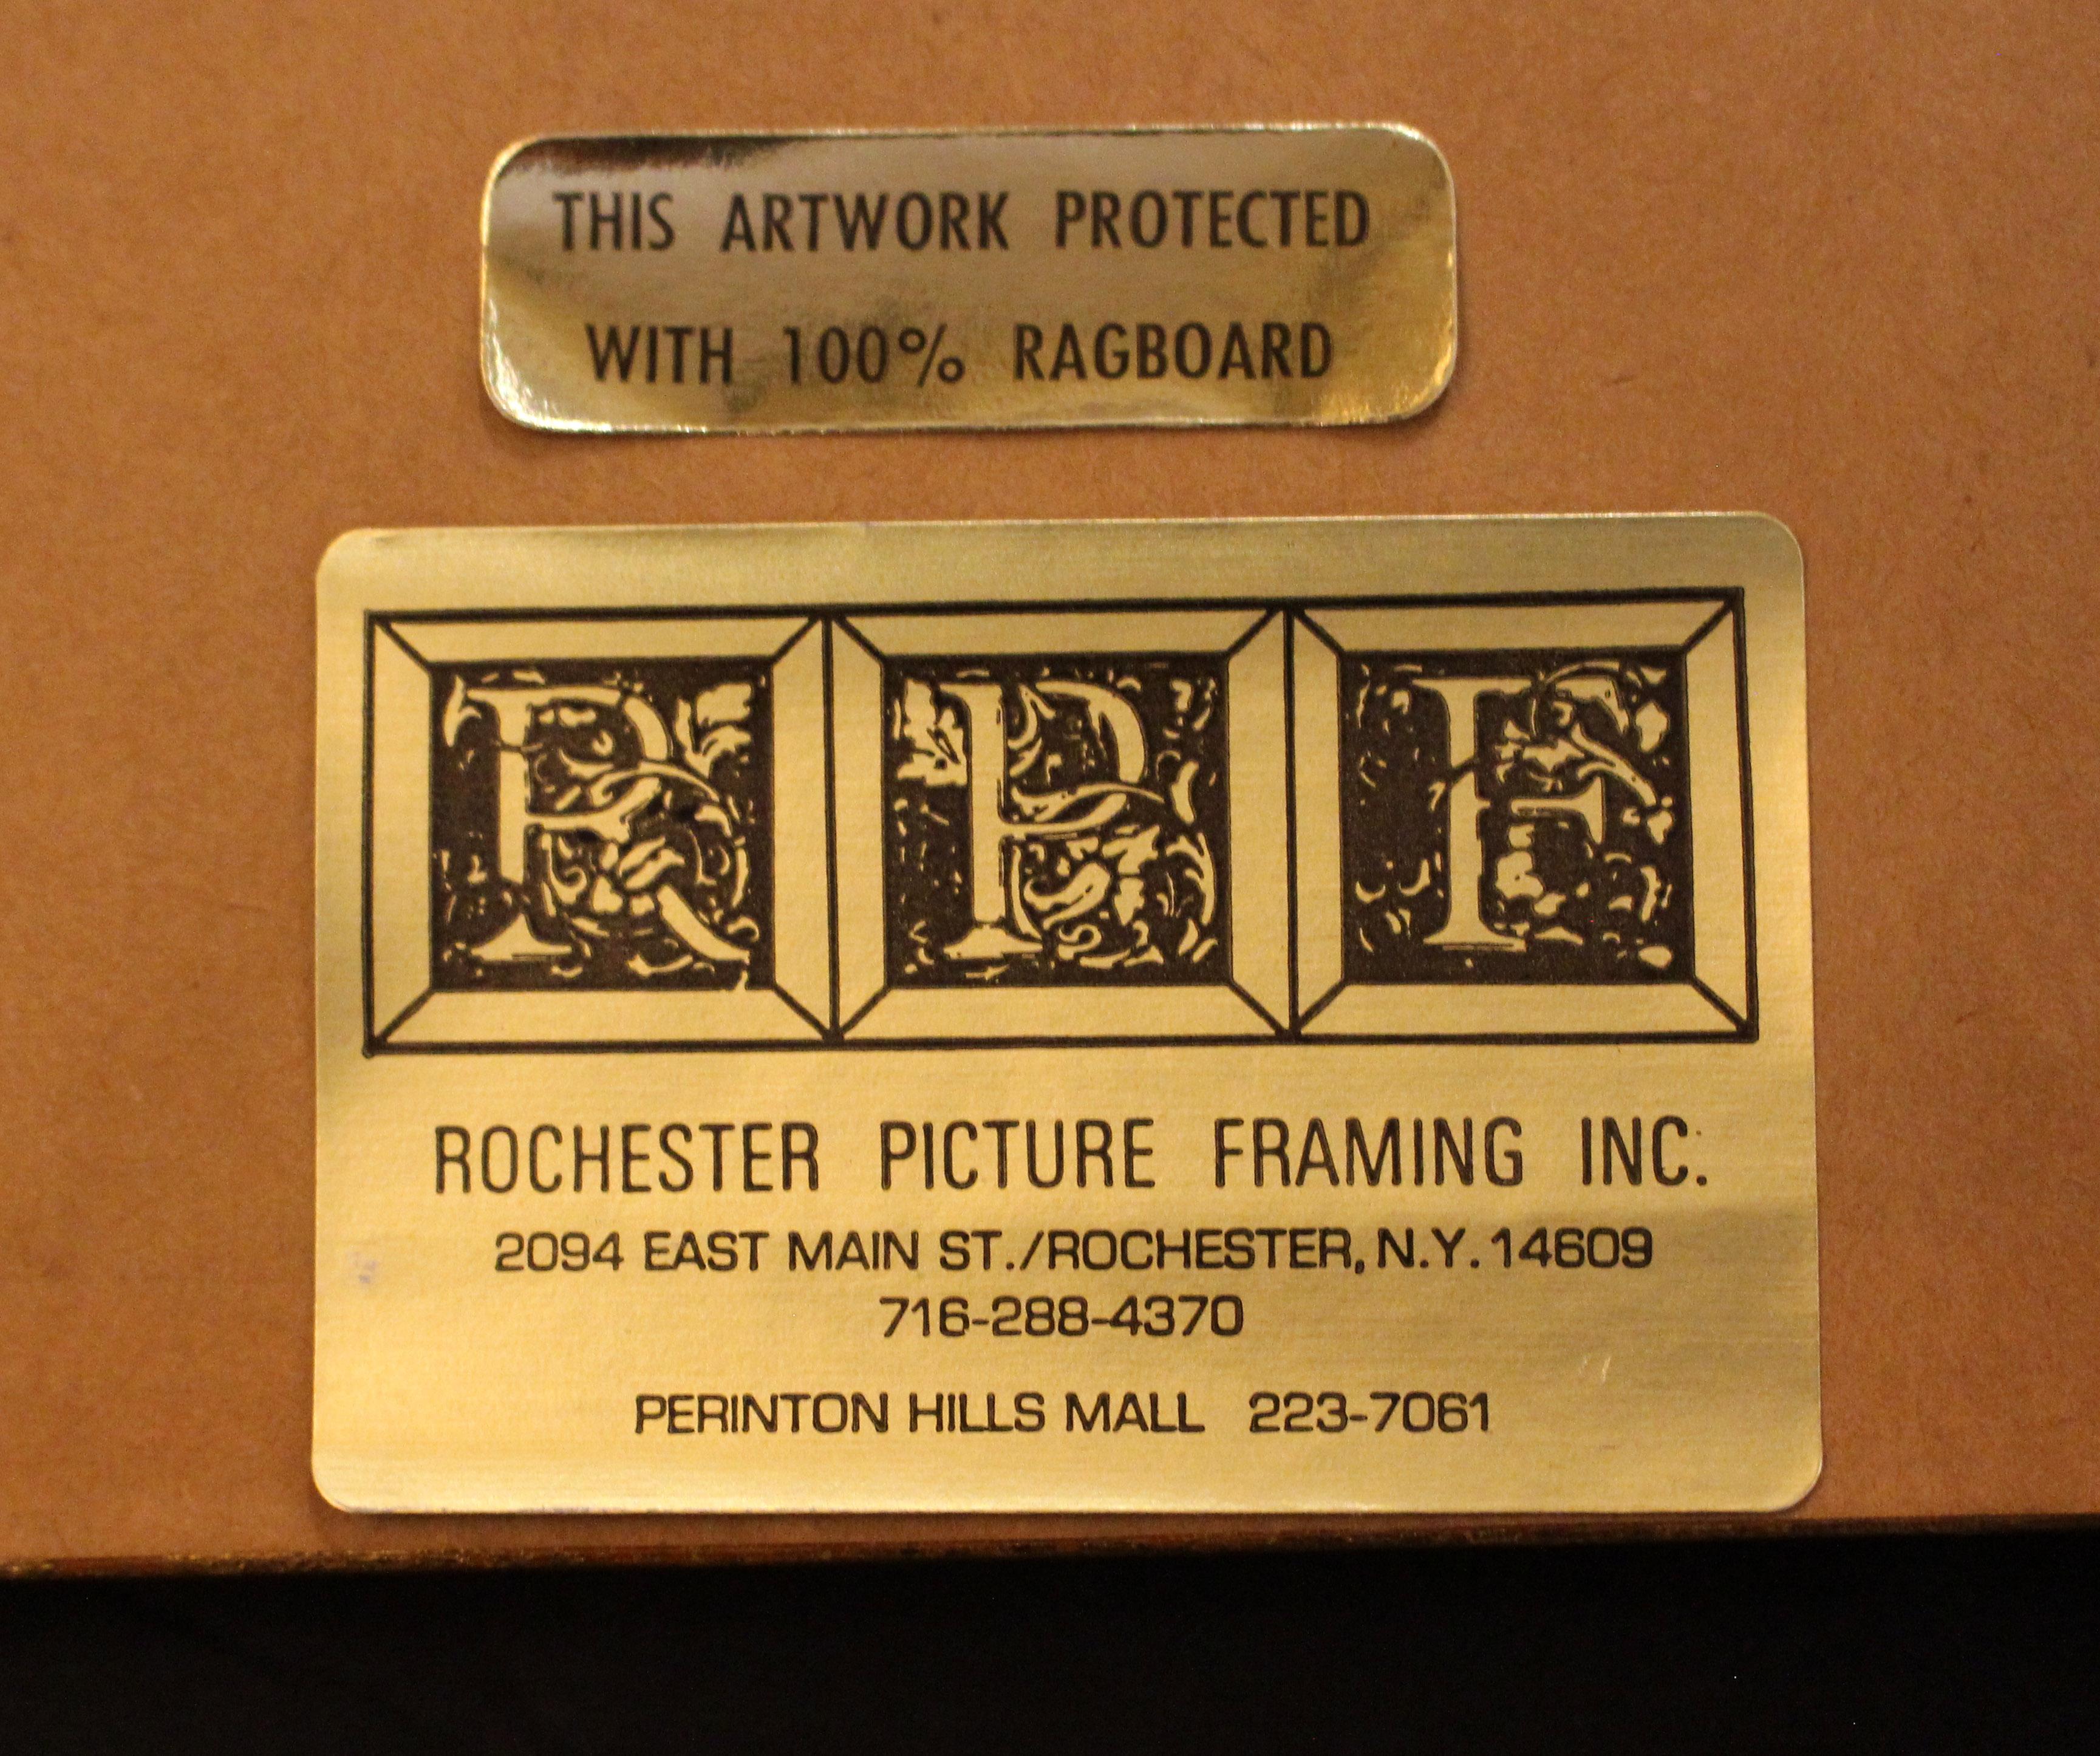 THIS ARTWORK PROTECTED
WITH 100% RAGBOARD
R P F
ROCHESTER PICTURE FRAMING INC.
2094 EAST MAIN ST./ROCHESTER, N.Y. 14609
716-288-4370
PERINTON HILLS MALL 223-7061